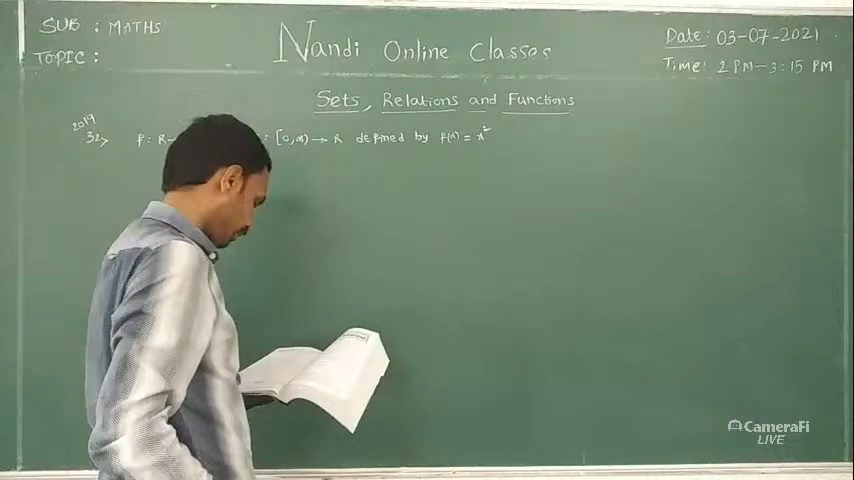 SUB : MATHS
TOPIC :
Nandi Online Classes
Date : 03-07-2021
Time : 2 PM-3:15 PM
Sets, Relations and Functions
2019
32> f : R- : [0,∞) → R defined by f(x) = x²
CameraFi
LIVE